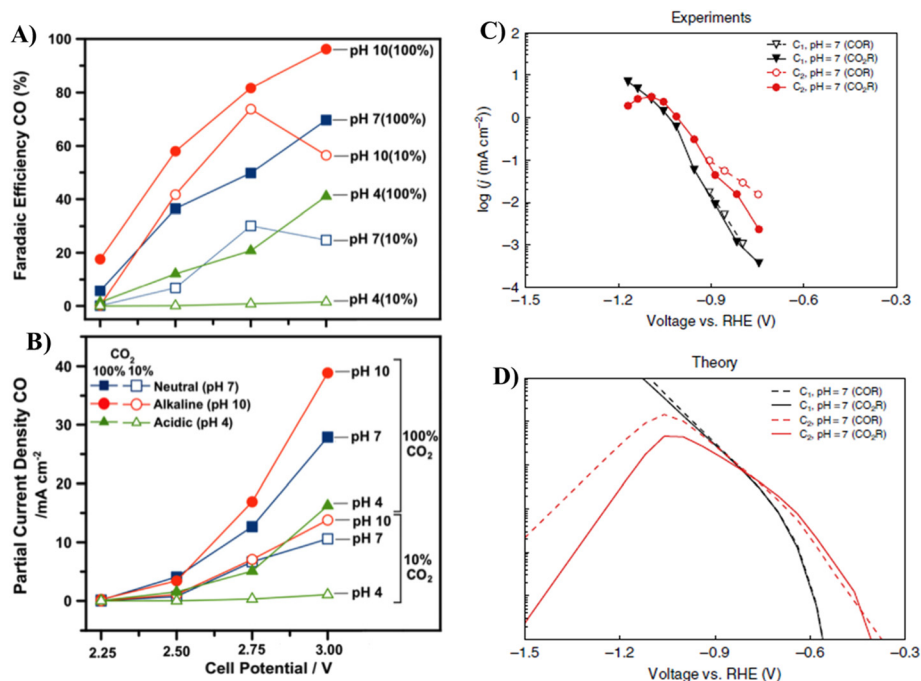 A)
Faradaic Efficiency CO (%)
100
80
60
40
20
0
pH 10(100%)
pH 7(100%)
pH 10(10%)
pH 4(100%)
pH 7(10%)
pH 4(10%)
B)
Partial Current Density CO
/mA cm⁻²
40
30
20
10
0
CO₂
100% 10%
Neutral (pH 7)
Alkaline (pH 10)
Acidic (pH 4)
pH 10
pH 7
pH 4
pH 10
pH 7
pH 4
100%
CO₂
10%
CO₂
2.25 2.50 2.75 3.00
Cell Potential / V
C)
Experiments
log (j (mA cm⁻²)
2
1
0
−1
−2
−3
−4
C₁, pH = 7 (COR)
C₁, pH = 7 (CO₂R)
C₂, pH = 7 (COR)
C₂, pH = 7 (CO₂R)
−1.5 −1.2 −0.9 −0.6 −0.3
Voltage vs. RHE (V)
D)
Theory
C₁, pH = 7 (COR)
C₁, pH = 7 (CO₂R)
C₂, pH = 7 (COR)
C₂, pH = 7 (CO₂R)
−1.5 −1.2 −0.9 −0.6 −0.3
Voltage vs. RHE (V)